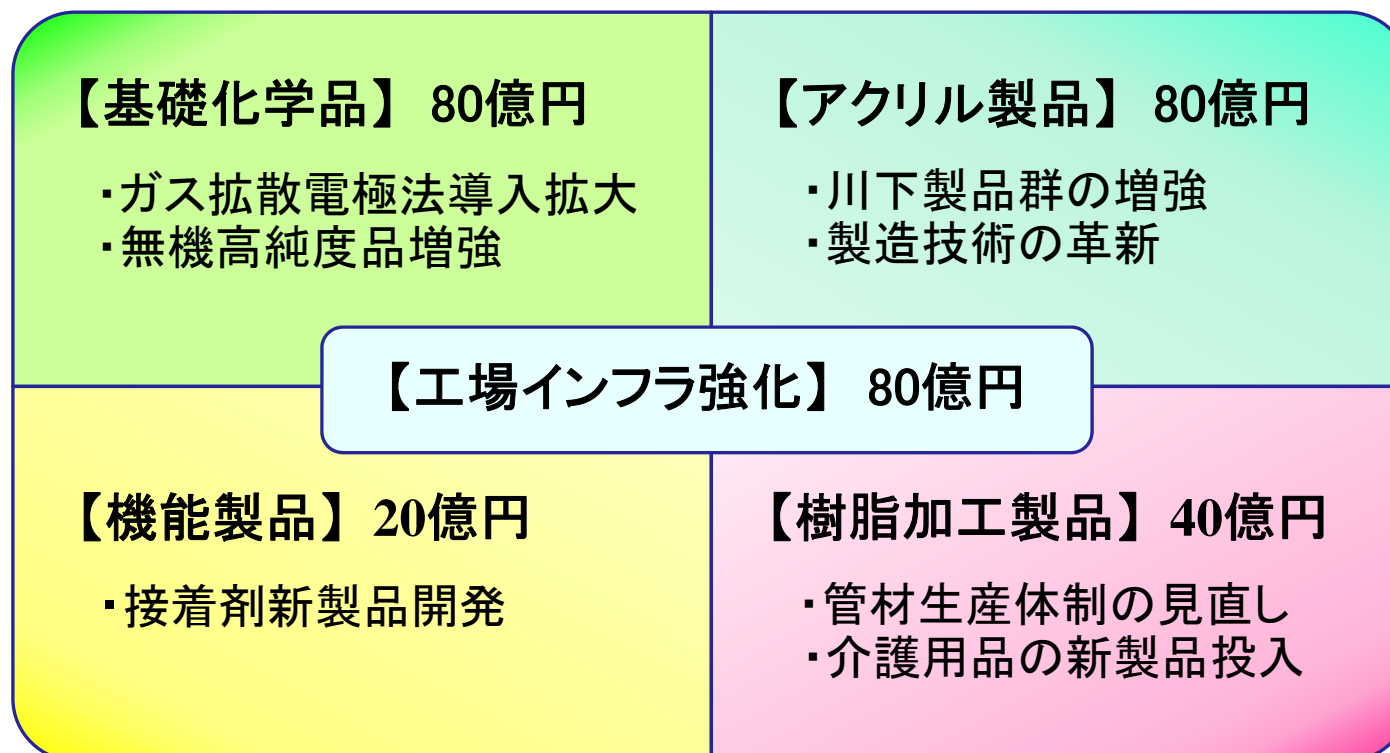 【基礎化学品】 80億円
・ガス拡散電極法導入拡大
・無機高純度品増強
【アクリル製品】 80億円
・川下製品群の増強
・製造技術の革新
【工場インフラ強化】 80億円
【機能製品】 20億円
・接着剤新製品開発
【樹脂加工製品】 40億円
・管材生産体制の見直し
・介護用品の新製品投入